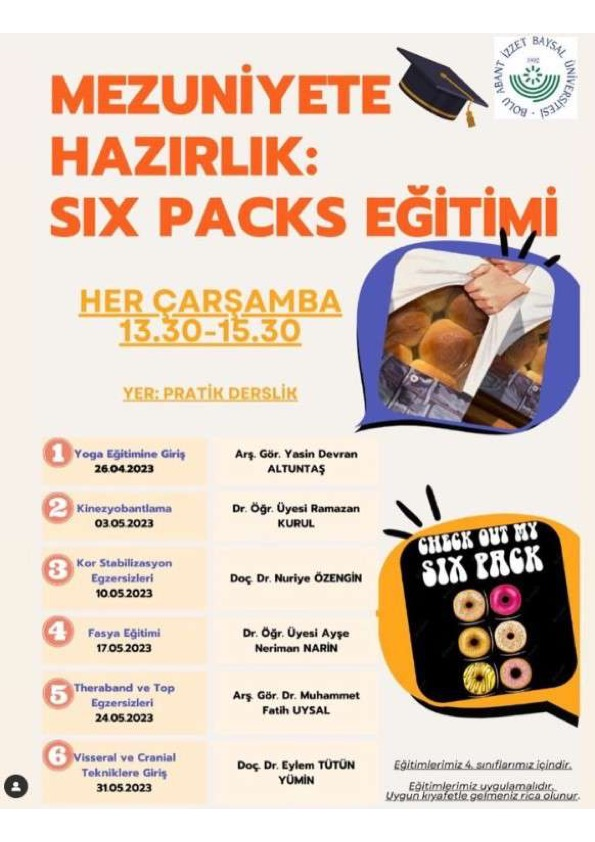 MEZUNİYETE
HAZIRLIK:
SIX PACKS EĞİTİMİ
BOLU ABANT İZZET BAYSAL ÜNİVERSİTESİ
1992
HER ÇARŞAMBA
13.30-15.30
YER: PRATİK DERSLİK
1 Yoga Eğitimine Giriş
26.04.2023
Arş. Gör. Yasin Devran
ALTUNTAŞ
2 Kinezyobantlama
03.05.2023
Dr. Öğr. Üyesi Ramazan
KURUL
3 Kor Stabilizasyon
Egzersizleri
10.05.2023
Doç. Dr. Nuriye ÖZENGİN
4 Fasya Eğitimi
17.05.2023
Dr. Öğr. Üyesi Ayşe
Neriman NARİN
5 Theraband ve Top
Egzersizleri
24.05.2023
Arş. Gör. Dr. Muhammet
Fatih UYSAL
6 Visseral ve Cranial
Tekniklere Giriş
31.05.2023
Doç. Dr. Eylem TÜTÜN
YÜMİN
CHECK OUT MY
SIX PACK
Eğitimlerimiz 4. sınıflarımız içindir.
Eğitimlerimiz uygulamalıdır.
Uygun kıyafetle gelmeniz rica olunur.